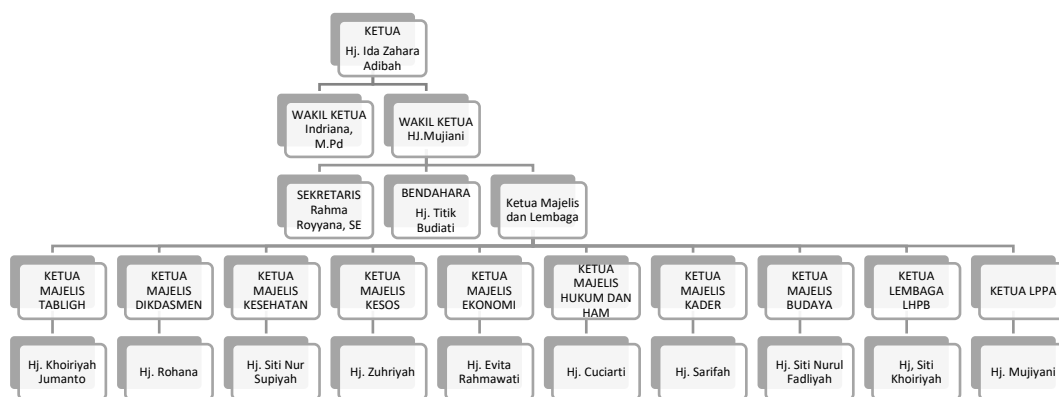 KETUA
Hj. Ida Zahara
Adibah
WAKIL KETUA
Indriana,
M.Pd
WAKIL KETUA
HJ.Mujiani
SEKRETARIS
Rahma
Royyana, SE
BENDAHARA
Hj. Titik
Budiati
Ketua Majelis
dan Lembaga
KETUA
MAJELIS
TABLIGH
KETUA
MAJELIS
DIKDASMEN
KETUA
MAJELIS
KESEHATAN
KETUA
MAJELIS
KESOS
KETUA
MAJELIS
EKONOMI
KETUA
MAJELIS
HUKUM DAN
HAM
KETUA
MAJELIS
KADER
KETUA
MAJELIS
BUDAYA
KETUA
LEMBAGA
LHPB
KETUA LPPA
Hj. Khoiriyah
Jumanto
Hj. Rohana
Hj. Siti Nur
Supiyah
Hj. Zuhriyah
Hj. Evita
Rahmawati
Hj. Cuciarti
Hj. Sarifah
Hj. Siti Nurul
Fadliyah
Hj, Siti
Khoiriyah
Hj. Mujiyani